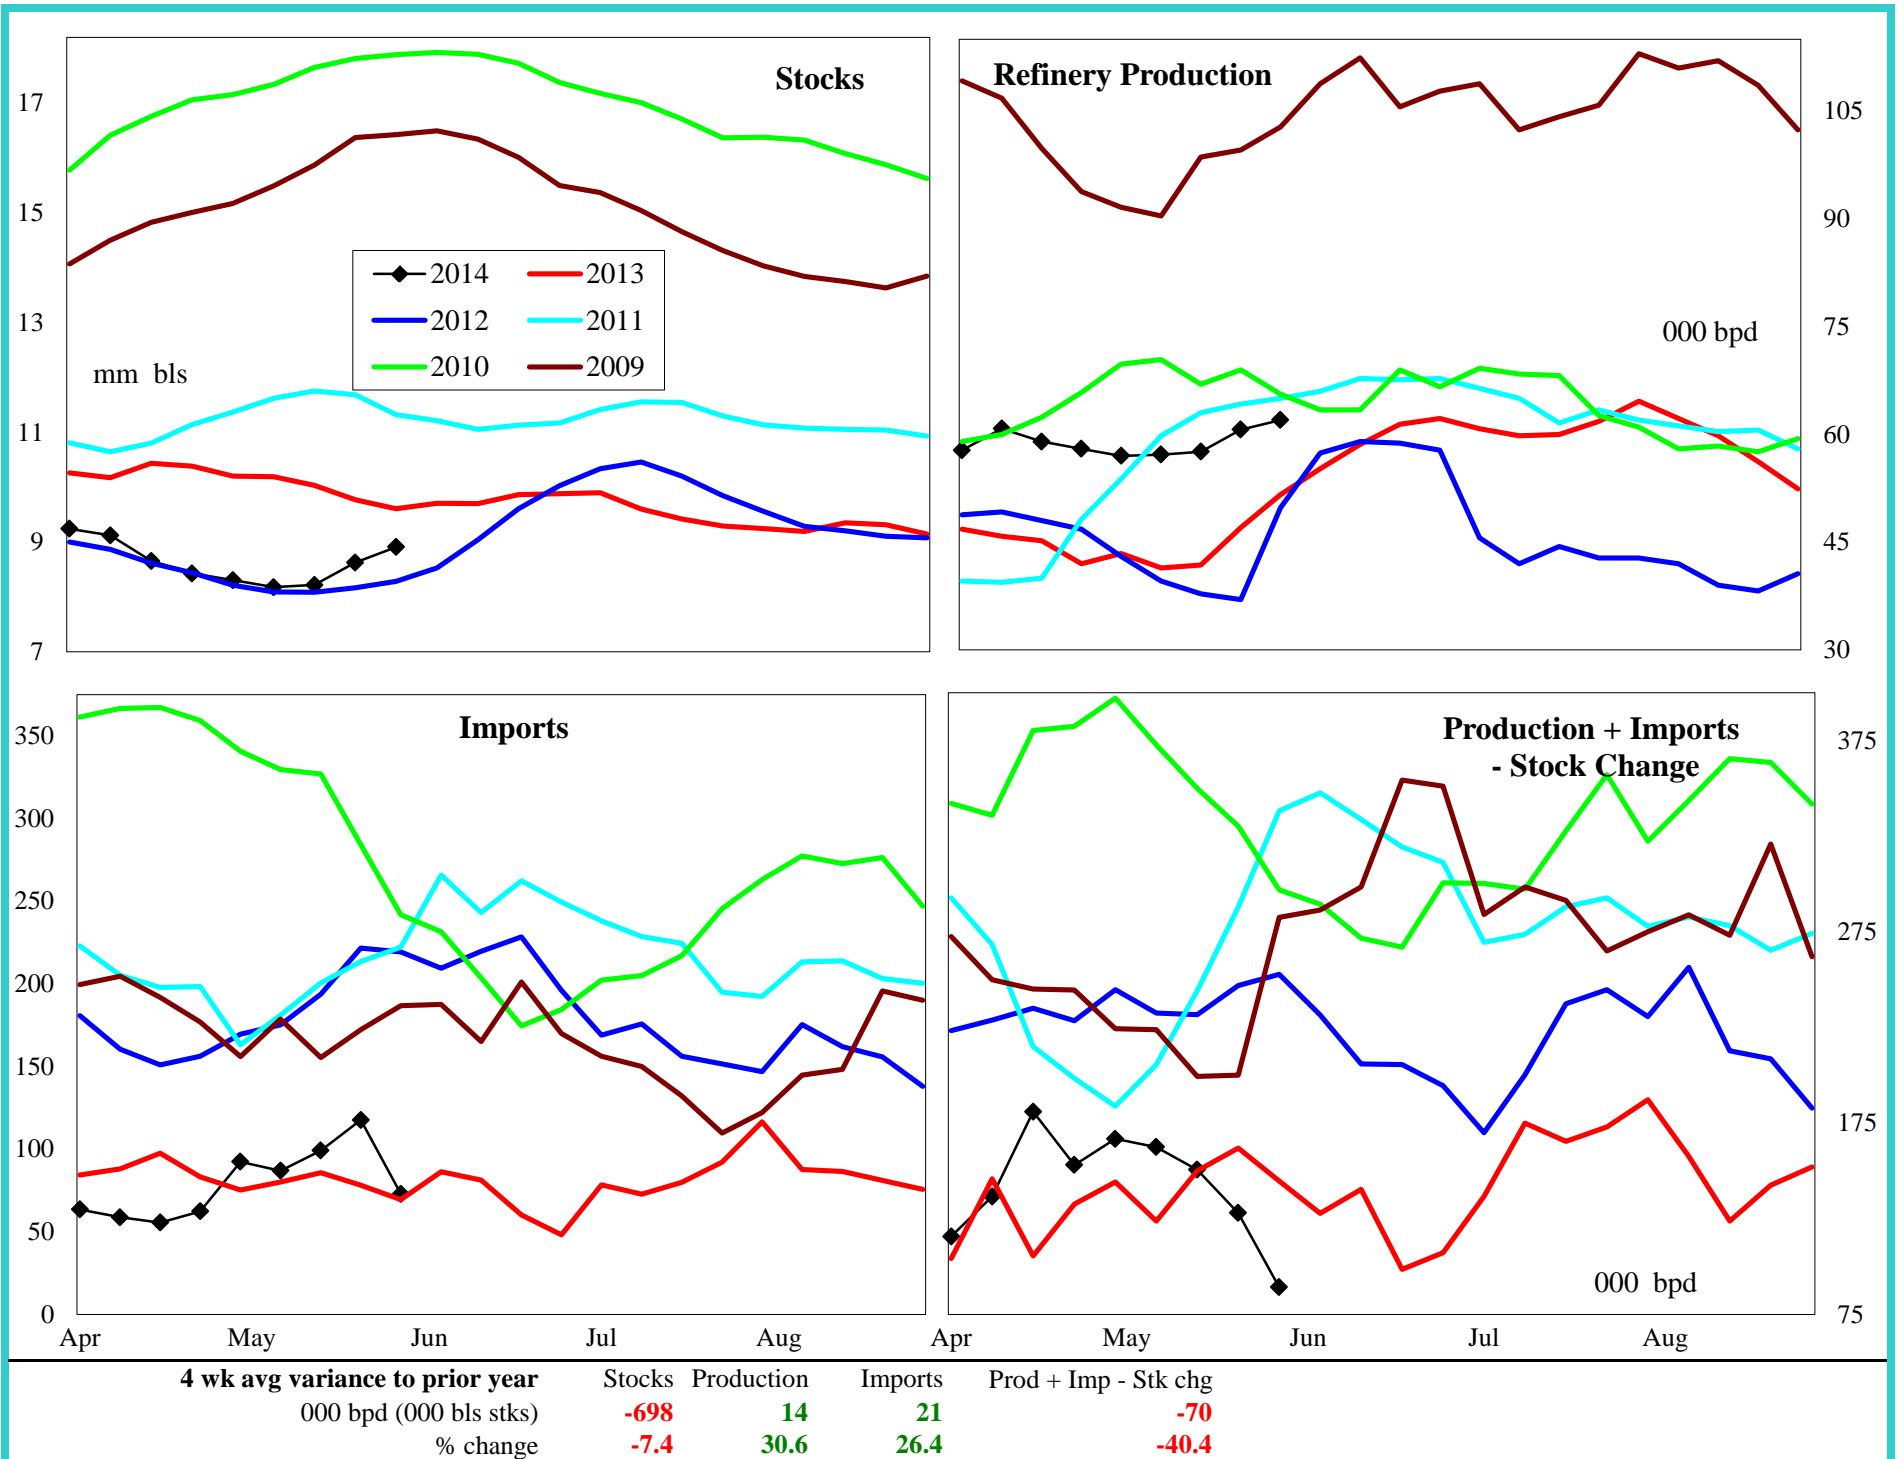 Stocks
17
15
13
11
9
7
mm bls
2014 2013
2012 2011
2010 2009
Refinery Production
105
90
75
60
45
30
000 bpd
Imports
350
300
250
200
150
100
50
0
Apr May Jun Jul Aug
Production + Imports
- Stock Change
375
275
175
75
000 bpd
Apr May Jun Jul Aug
4 wk avg variance to prior year Stocks Production Imports Prod + Imp - Stk chg
000 bpd (000 bls stks) -698 14 21 -70
% change -7.4 30.6 26.4 -40.4